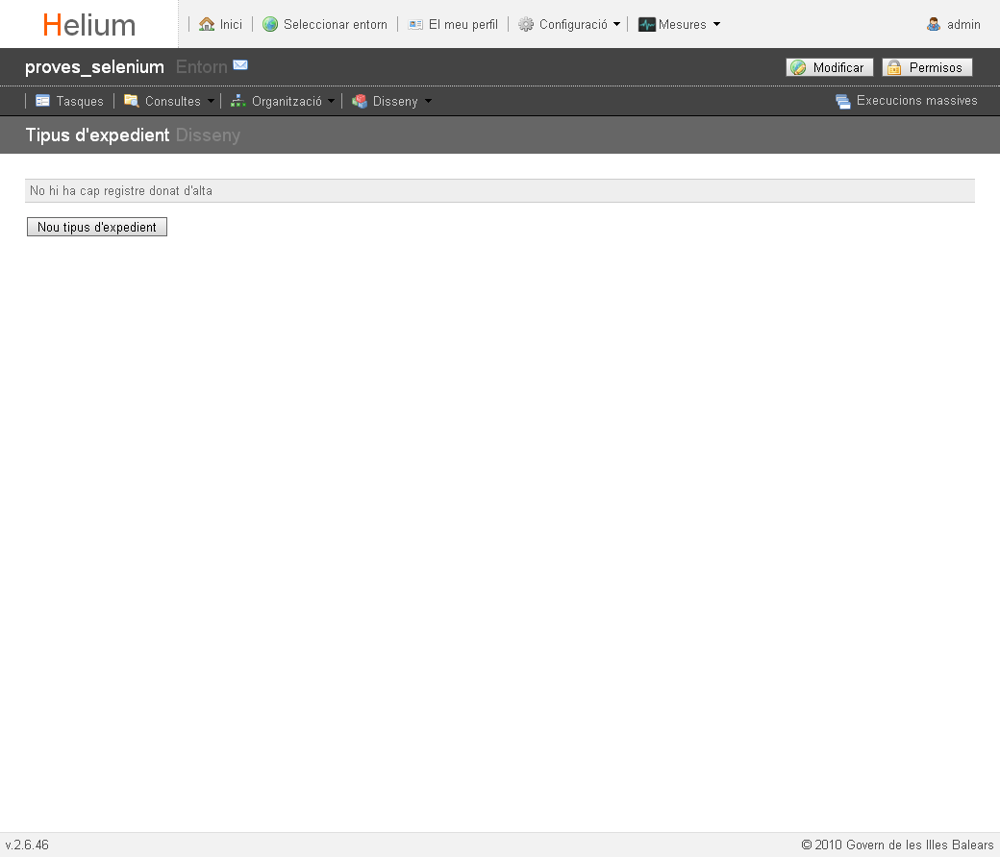 Helium Inici Seleccionar entorn El meu perfil Configuració Mesures admin
proves_selenium Entorn Modificar Permisos
Tasques Consultes Organització Disseny Execucions massives
Tipus d'expedient Disseny
No hi ha cap registre donat d'alta
Nou tipus d'expedient
v.2.6.46 © 2010 Govern de les Illes Balears